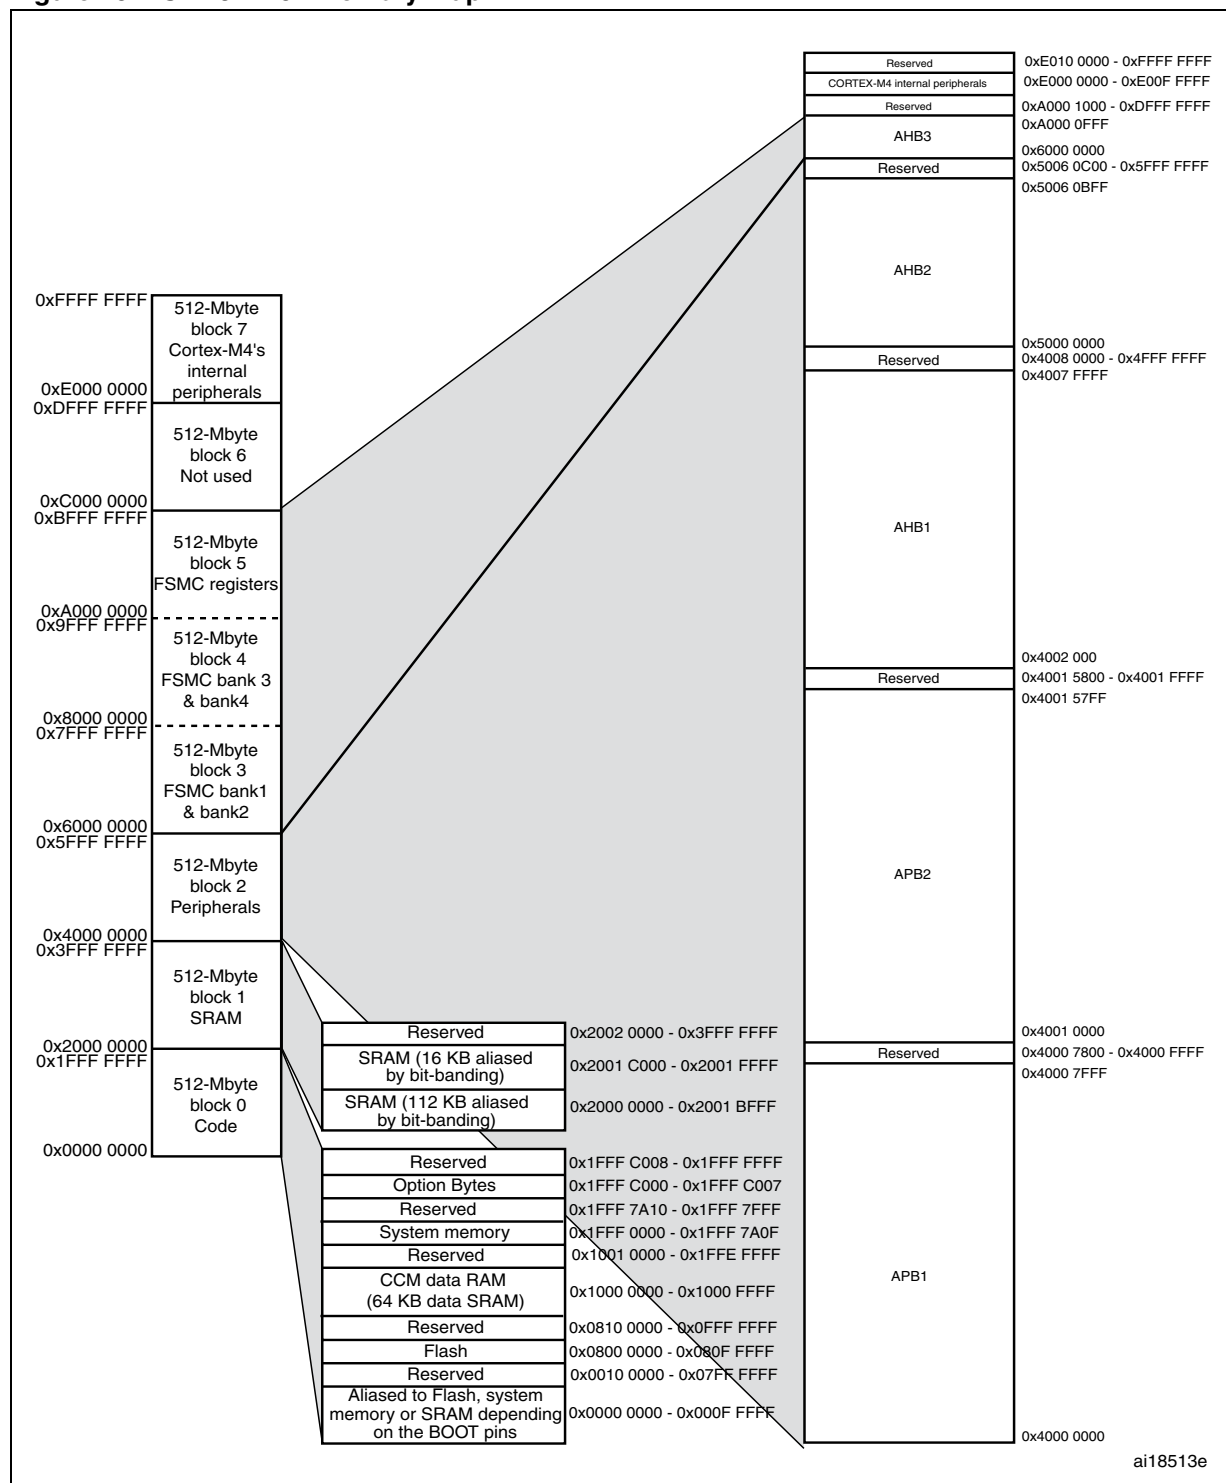 0xFFFF FFFF
512-Mbyte
block 7
Cortex-M4's
internal
peripherals
0xE000 0000
0xDFFF FFFF
512-Mbyte
block 6
Not used
0xC000 0000
0xBFFF FFFF
512-Mbyte
block 5
FSMC registers
0xA000 0000
0x9FFF FFFF
512-Mbyte
block 4
FSMC bank 3
& bank4
0x8000 0000
0x7FFF FFFF
512-Mbyte
block 3
FSMC bank1
& bank2
0x6000 0000
0x5FFF FFFF
512-Mbyte
block 2
Peripherals
0x4000 0000
0x3FFF FFFF
512-Mbyte
block 1
SRAM
0x2000 0000
0x1FFF FFFF
512-Mbyte
block 0
Code
0x0000 0000
Reserved 0x2002 0000 - 0x3FFF FFFF
SRAM (16 KB aliased
by bit-banding) 0x2001 C000 - 0x2001 FFFF
SRAM (112 KB aliased
by bit-banding) 0x2000 0000 - 0x2001 BFFF
Reserved 0x1FFF C008 - 0x1FFF FFFF
Option Bytes 0x1FFF C000 - 0x1FFF C007
Reserved 0x1FFF 7A10 - 0x1FFF 7FFF
System memory 0x1FFF 0000 - 0x1FFF 7A0F
Reserved 0x1001 0000 - 0x1FFE FFFF
CCM data RAM
(64 KB data SRAM) 0x1000 0000 - 0x1000 FFFF
Reserved 0x0810 0000 - 0x0FFF FFFF
Flash 0x0800 0000 - 0x080F FFFF
Reserved 0x0010 0000 - 0x07FF FFFF
Aliased to Flash, system
memory or SRAM depending
on the BOOT pins 0x0000 0000 - 0x000F FFFF
Reserved 0xE010 0000 - 0xFFFF FFFF
CORTEX-M4 internal peripherals 0xE000 0000 - 0xE00F FFFF
Reserved 0xA000 1000 - 0xDFFF FFFF
0xA000 0FFF
AHB3
0x6000 0000
Reserved 0x5006 0C00 - 0x5FFF FFFF
0x5006 0BFF
AHB2
0x5000 0000
Reserved 0x4008 0000 - 0x4FFF FFFF
0x4007 FFFF
AHB1
0x4002 000
Reserved 0x4001 5800 - 0x4001 FFFF
0x4001 57FF
APB2
0x4001 0000
Reserved 0x4000 7800 - 0x4000 FFFF
0x4000 7FFF
APB1
0x4000 0000
ai18513e